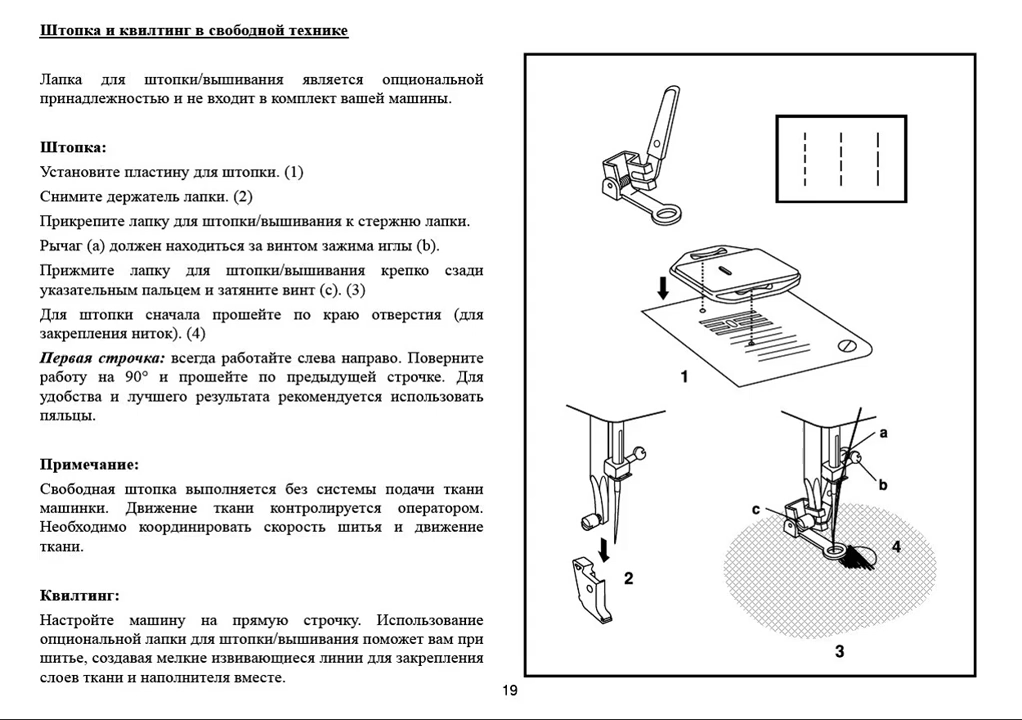 Штопка и квилтинг в свободной технике
Лапка для штопки/вышивания является опциональной
принадлежностью и не входит в комплект вашей машины.
Штопка:
Установите пластину для штопки. (1)
Снимите держатель лапки. (2)
Прикрепите лапку для штопки/вышивания к стержню лапки.
Рычаг (a) должен находиться за винтом зажима иглы (b).
Прижмите лапку для штопки/вышивания крепко сзади
указательным пальцем и затяните винт (c). (3)
Для штопки сначала прошейте по краю отверстия (для
закрепления ниток). (4)
Первая строчка: всегда работайте слева направо. Поверните
работу на 90° и прошейте по предыдущей строчке. Для
удобства и лучшего результата рекомендуется использовать
пяльцы.
Примечание:
Свободная штопка выполняется без системы подачи ткани
машинки. Движение ткани контролируется оператором.
Необходимо координировать скорость шитья и движение
ткани.
Квилтинг:
Настройте машину на прямую строчку. Использование
опциональной лапки для штопки/вышивания поможет вам при
шитье, создавая мелкие извивающиеся линии для закрепления
слоев ткани и наполнителя вместе.
1
2
a
b
c
4
3
19